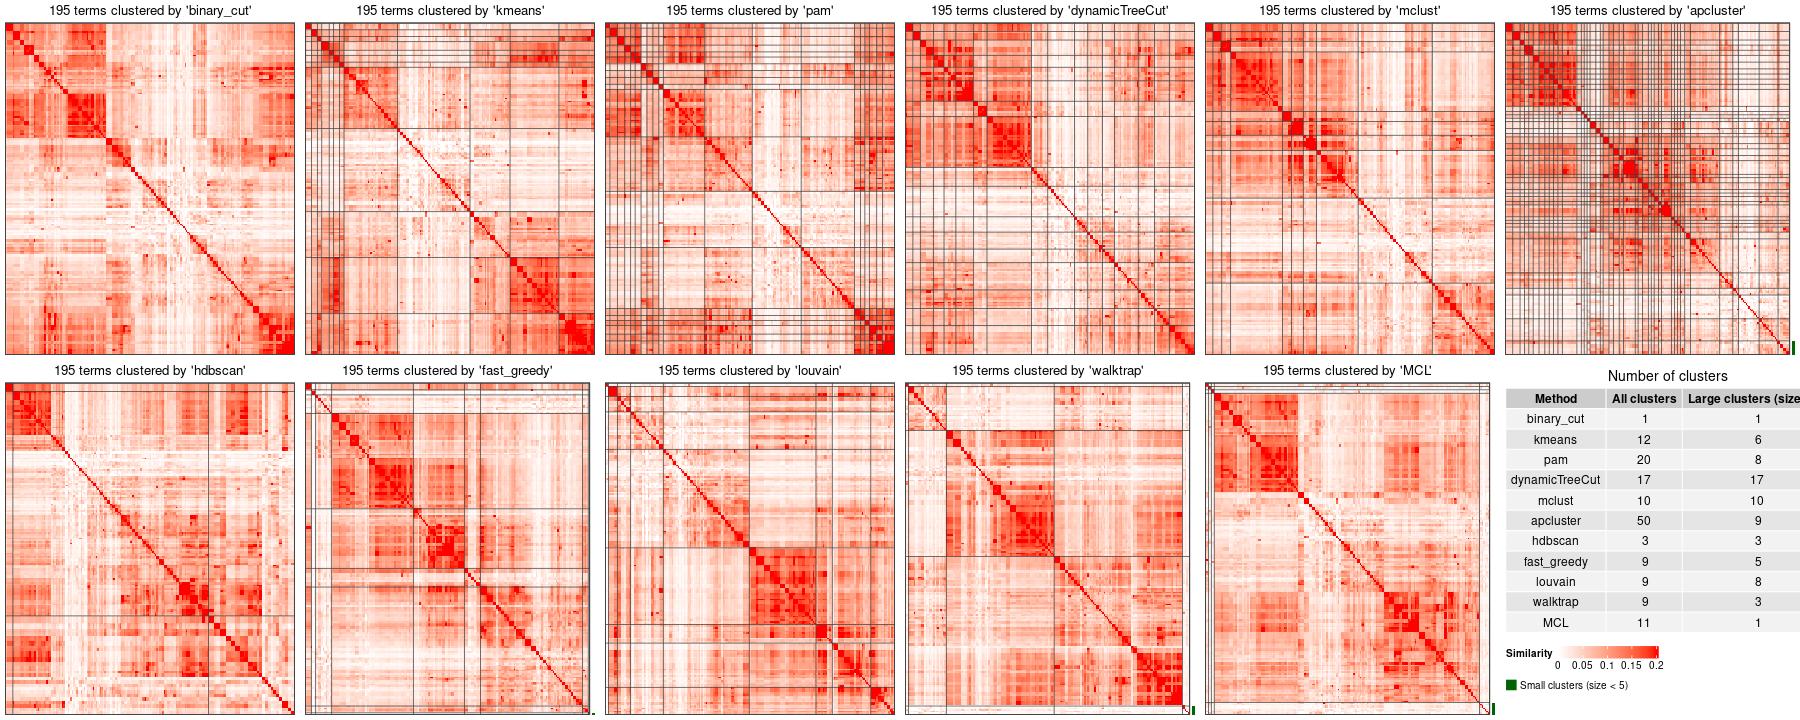 195 terms clustered by 'binary_cut'
195 terms clustered by 'kmeans'
195 terms clustered by 'pam'
195 terms clustered by 'dynamicTreeCut'
195 terms clustered by 'mclust'
195 terms clustered by 'apcluster'
195 terms clustered by 'hdbscan'
195 terms clustered by 'fast_greedy'
195 terms clustered by 'louvain'
195 terms clustered by 'walktrap'
195 terms clustered by 'MCL'
Number of clusters
Method All clusters Large clusters (size
binary_cut 1 1
kmeans 12 6
pam 20 8
dynamicTreeCut 17 17
mclust 10 10
apcluster 50 9
hdbscan 3 3
fast_greedy 9 5
louvain 9 8
walktrap 9 3
MCL 11 1
Similarity
0 0.05 0.1 0.15 0.2
Small clusters (size < 5)